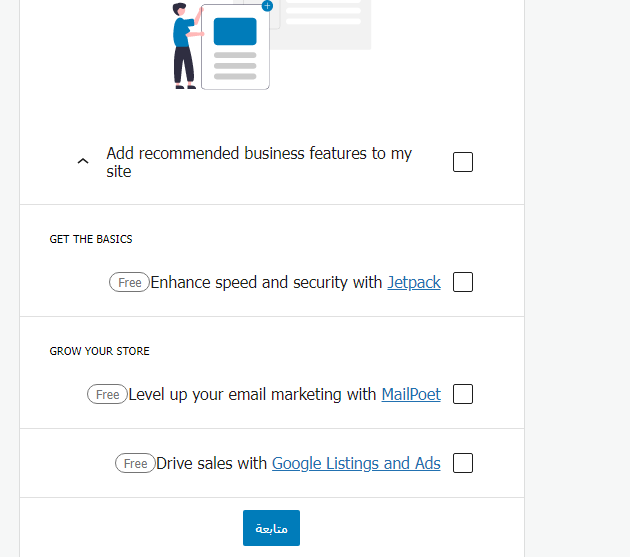 Add recommended business features to my
site
GET THE BASICS
Free Enhance speed and security with Jetpack
GROW YOUR STORE
Free Level up your email marketing with MailPoet
Free Drive sales with Google Listings and Ads
متابعة